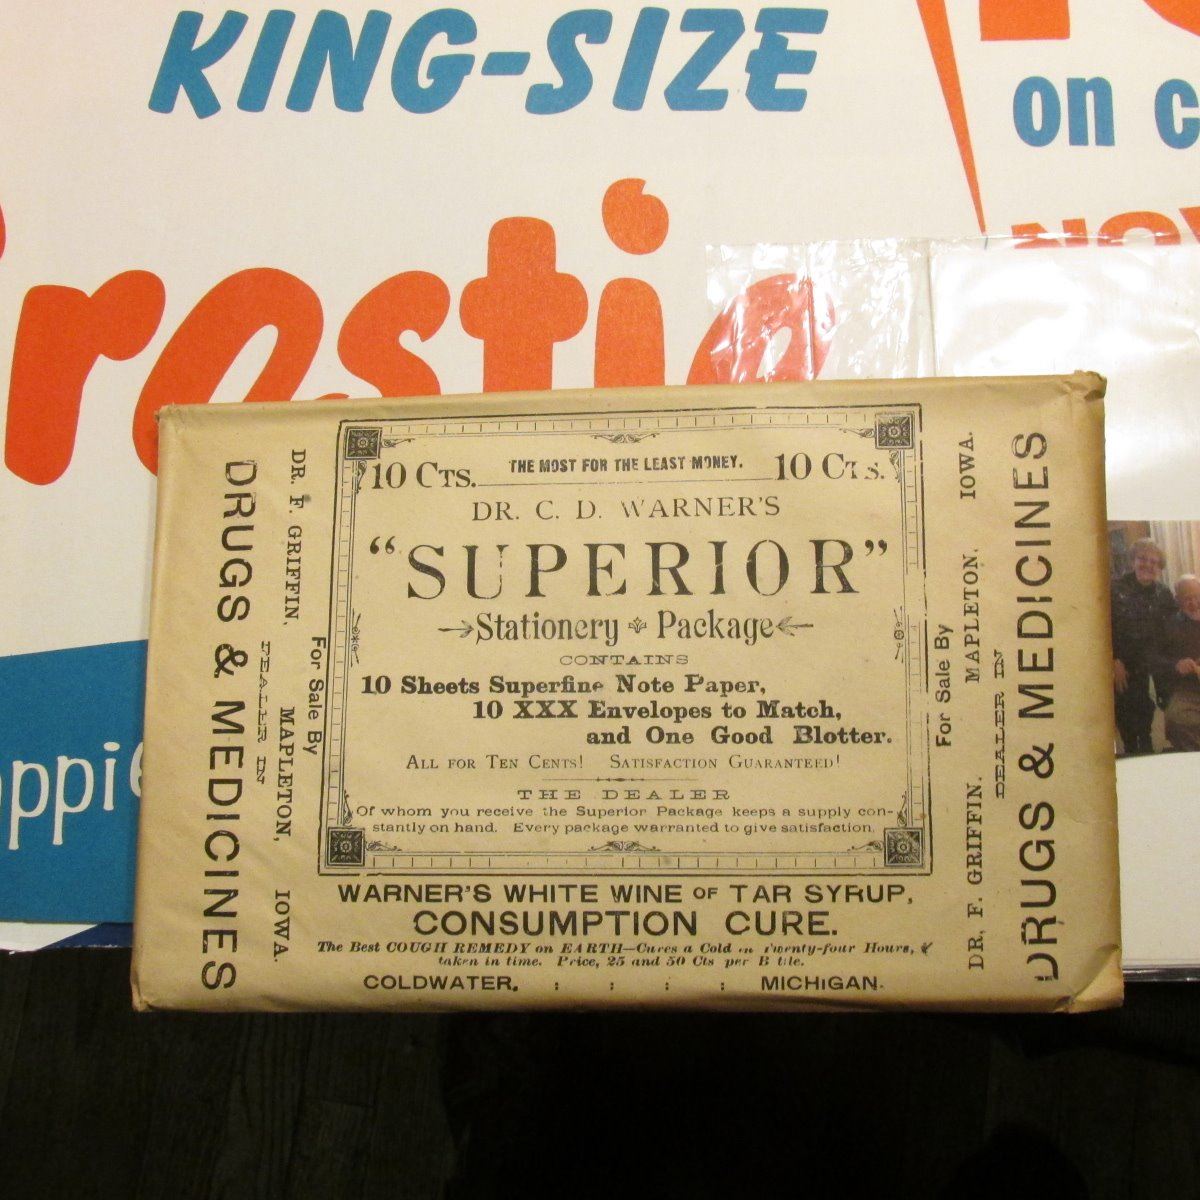 KING-SIZE
on c
rostie
NOW
10 CTS. THE MOST FOR THE LEAST MONEY. 10 CTS.
DR. C. D. WARNER'S
"SUPERIOR"
Stationery Package
CONTAINS
10 Sheets Superfine Note Paper,
10 XXX Envelopes to Match,
and One Good Blotter.
ALL FOR TEN CENTS! SATISFACTION GUARANTEED!
THE DEALER
Of whom you receive the Superior Package keeps a supply con-
stantly on hand. Every package warranted to give satisfaction.
WARNER'S WHITE WINE OF TAR SYRUP,
CONSUMPTION CURE.
The Best COUGH REMEDY on EARTH—Cures a Cold in Twenty-four Hours, if
taken in time. Price, 25 and 50 Cts per Bottle.
COLDWATER, : : : : MICHIGAN.
For Sale By
DR. F. GRIFFIN, MAPLETON, IOWA.
DEALER IN
DRUGS & MEDICINES
For Sale By
DR. F. GRIFFIN. MAPLETON, IOWA.
DEALER IN
DRUGS & MEDICINES
appie